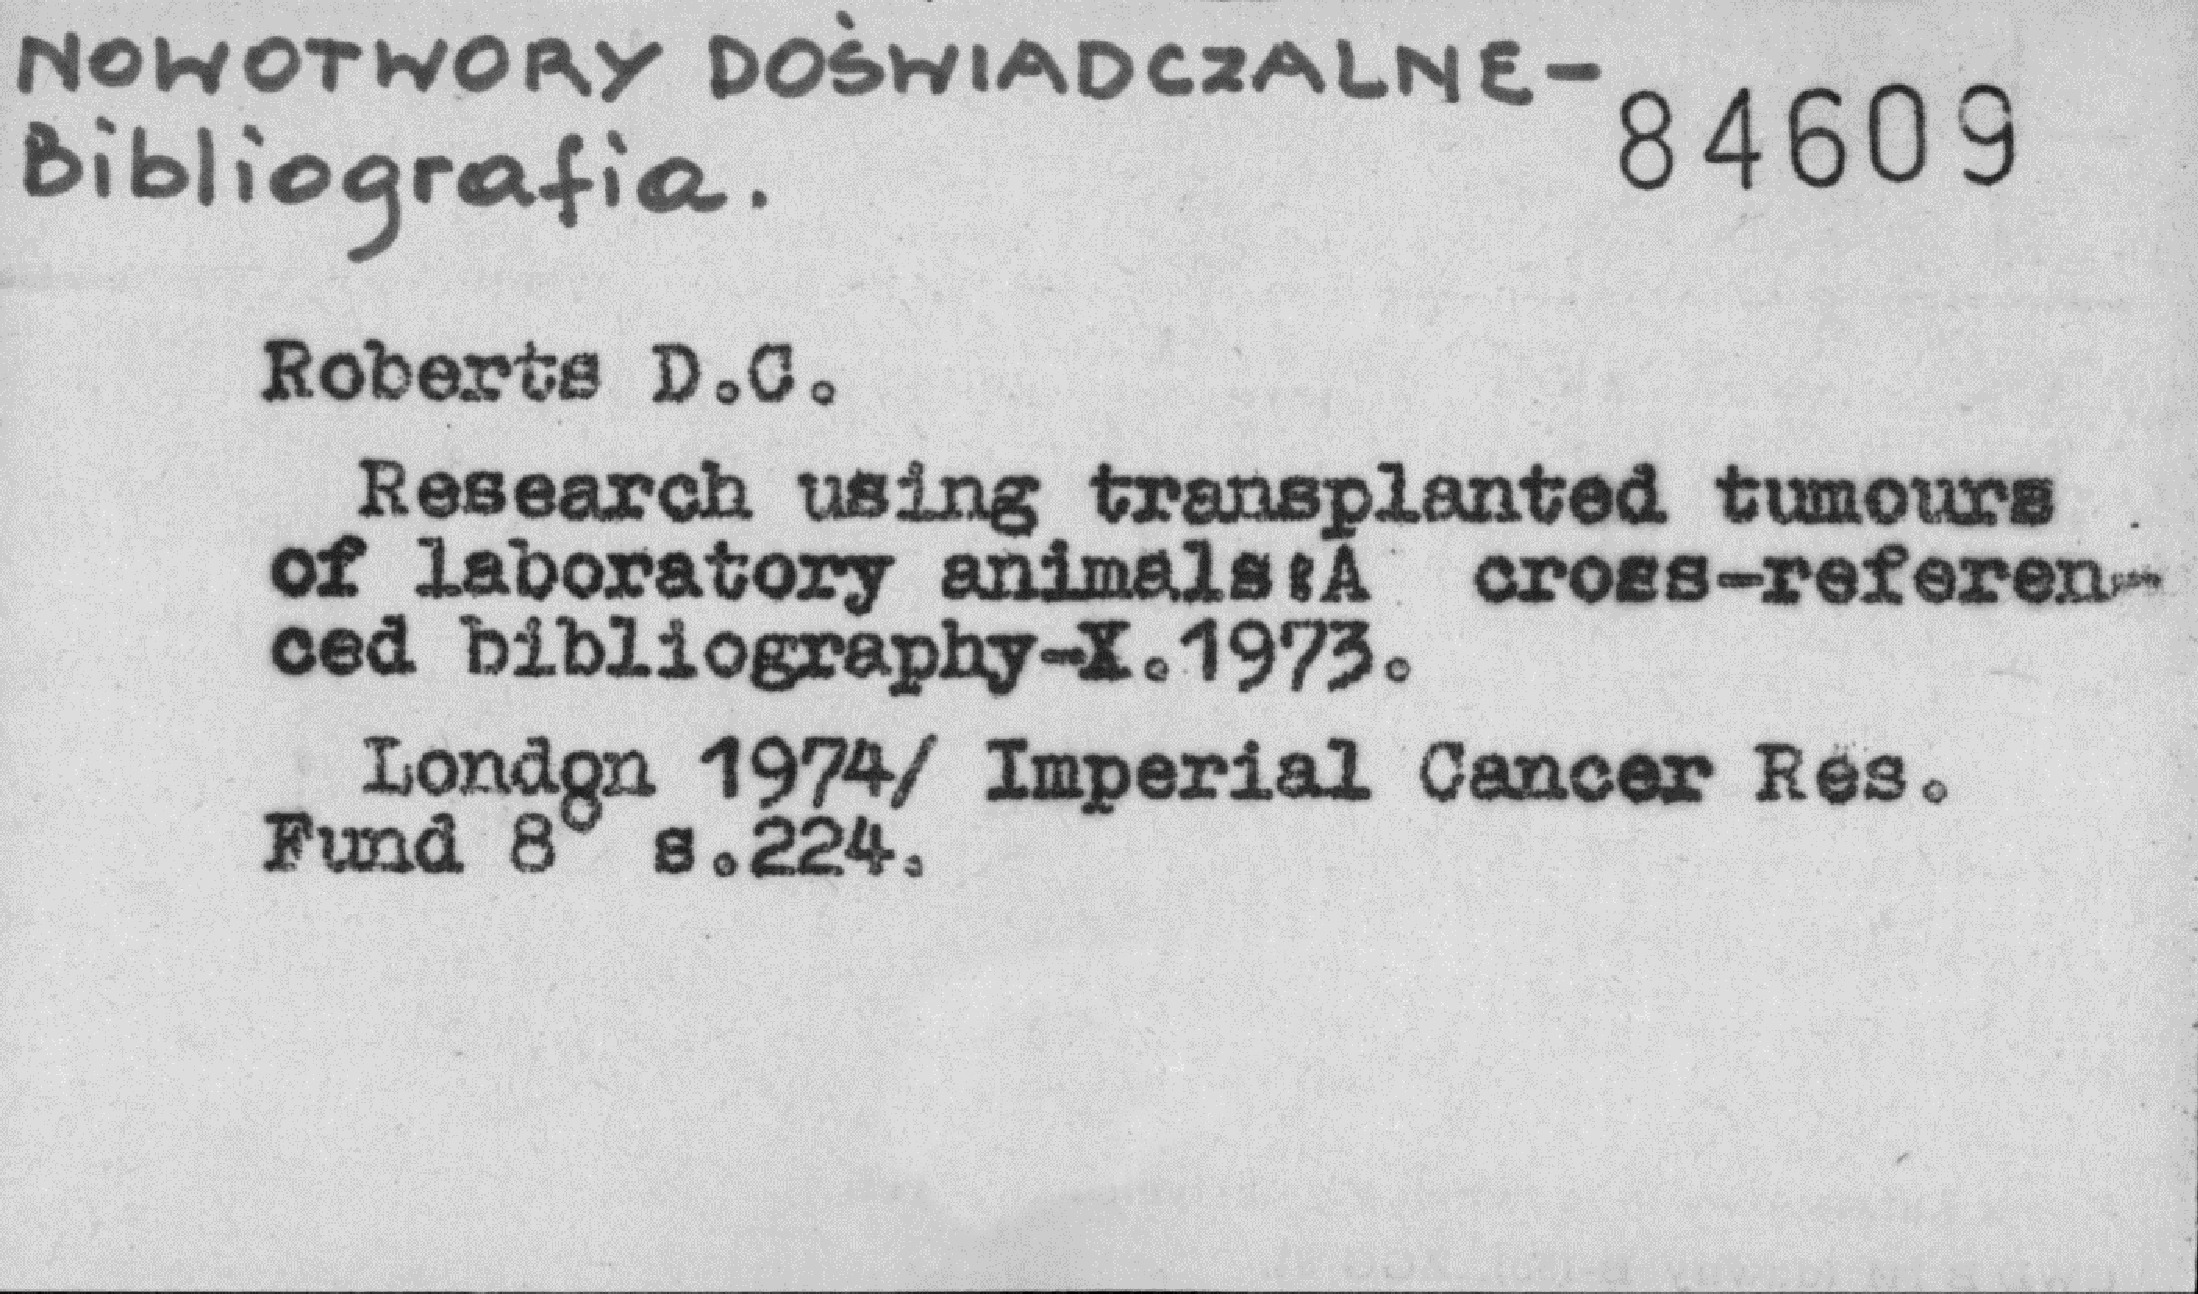 NOWOTWORY DOŚWIADCZALNE-
Bibliografia.
84609
Roberts D.C.
Research using transplanted tumours
of laboratory animals:A cross-referen-
ced bibliography-X.1973.
London 1974/ Imperial Cancer Res.
Fund 8° s.224.